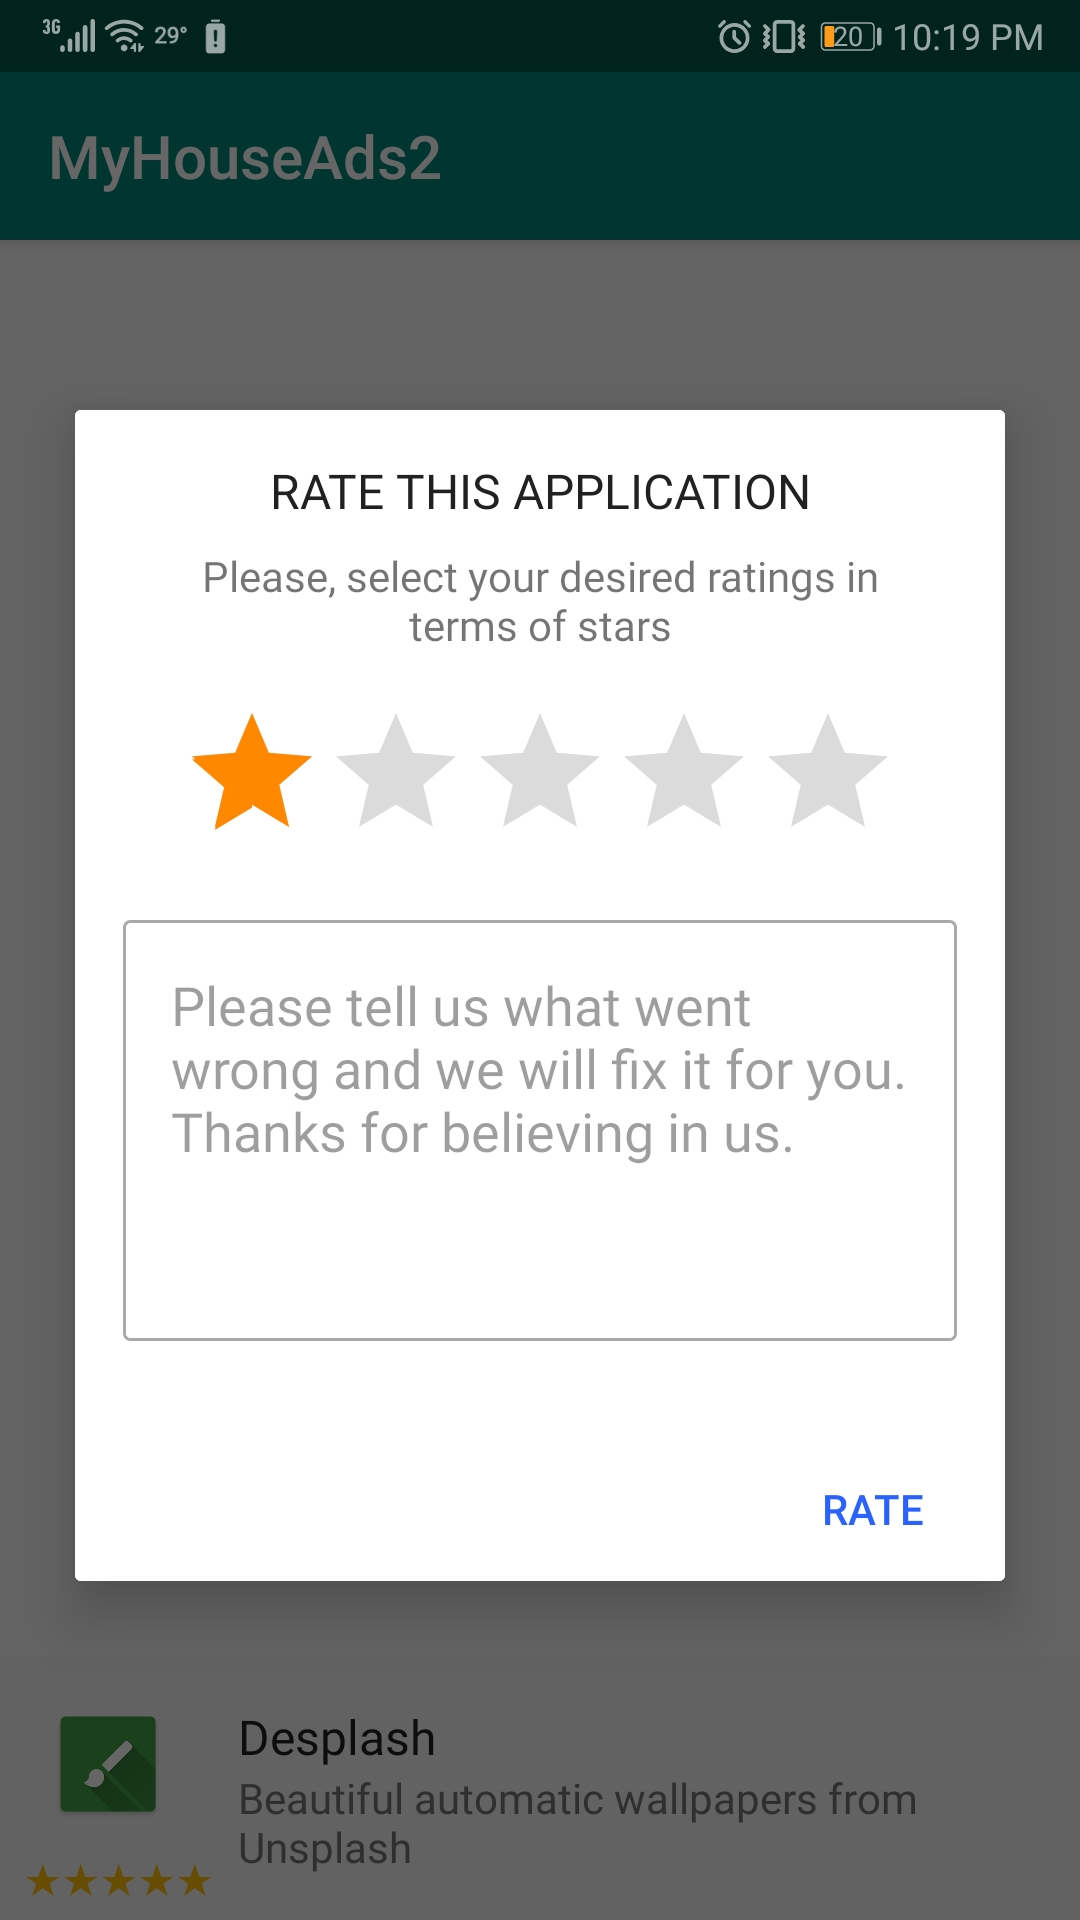 3G 29° 20 10:19 PM
MyHouseAds2
RATE THIS APPLICATION
Please, select your desired ratings in
terms of stars
Please tell us what went
wrong and we will fix it for you.
Thanks for believing in us.
RATE
Desplash
Beautiful automatic wallpapers from
Unsplash